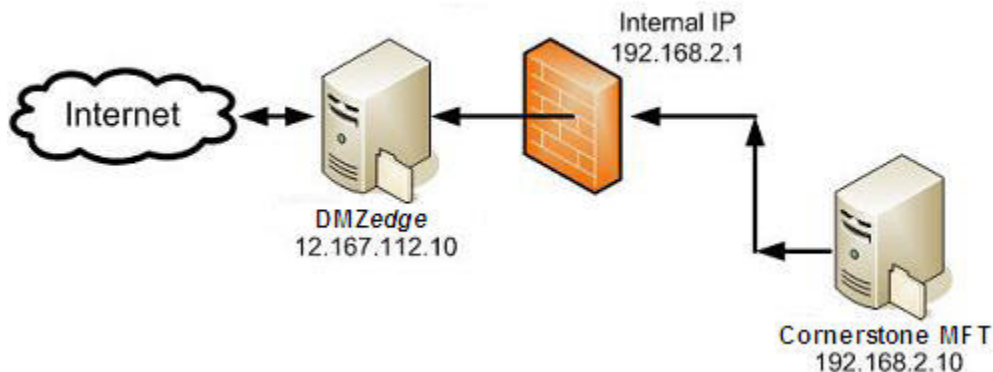 Internal IP
192.168.2.1
Internet
DMZedge
12.167.112.10
Cornerstone MFT
192.168.2.10